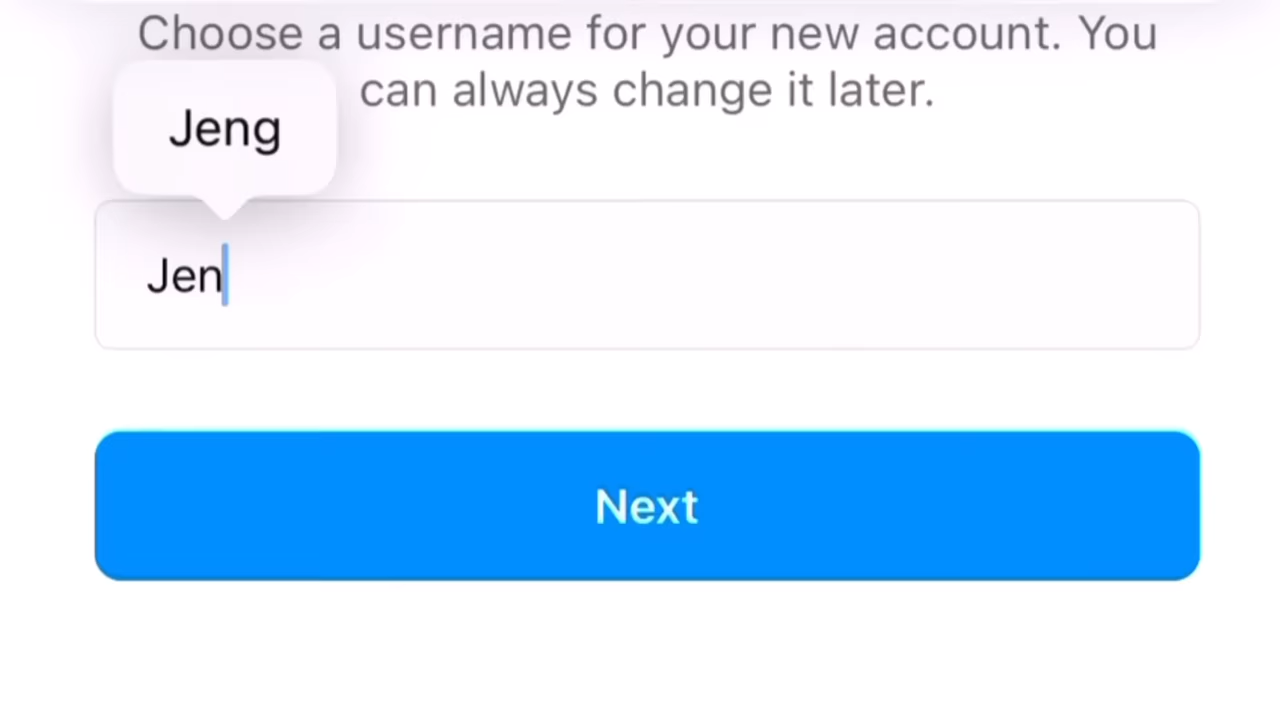 Choose a username for your new account. You
can always change it later.
Jeng
Jen
Next